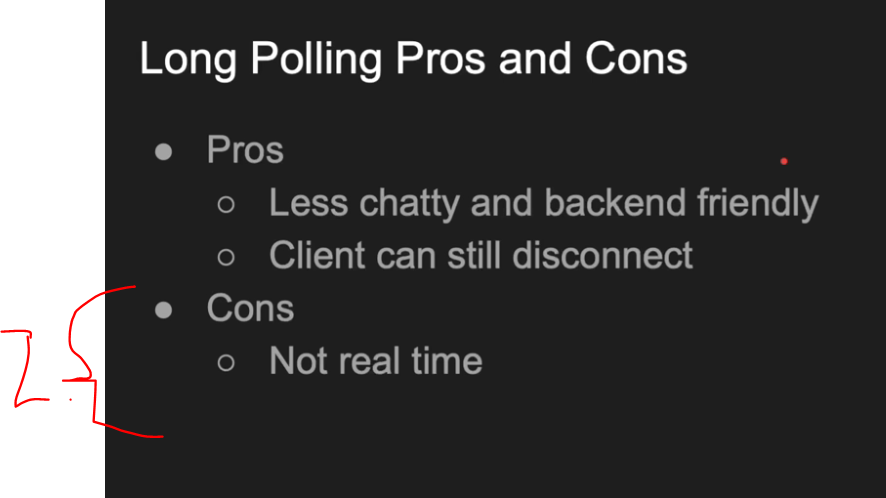 Long Polling Pros and Cons
● Pros
○ Less chatty and backend friendly
○ Client can still disconnect
● Cons
○ Not real time